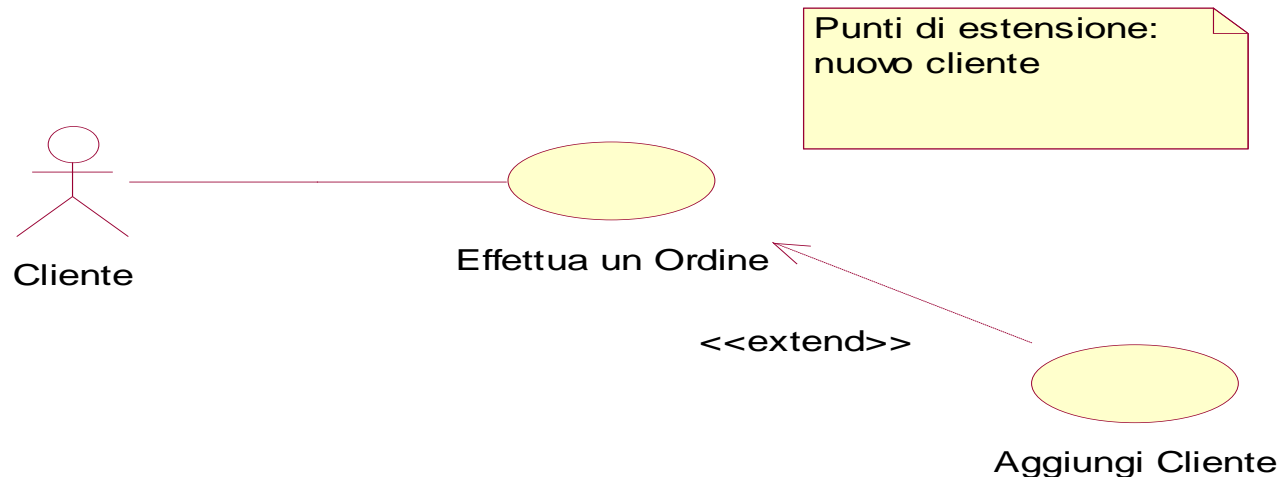 Punti di estensione:
nuovo cliente
Cliente
Effettua un Ordine
<<extend>>
Aggiungi Cliente